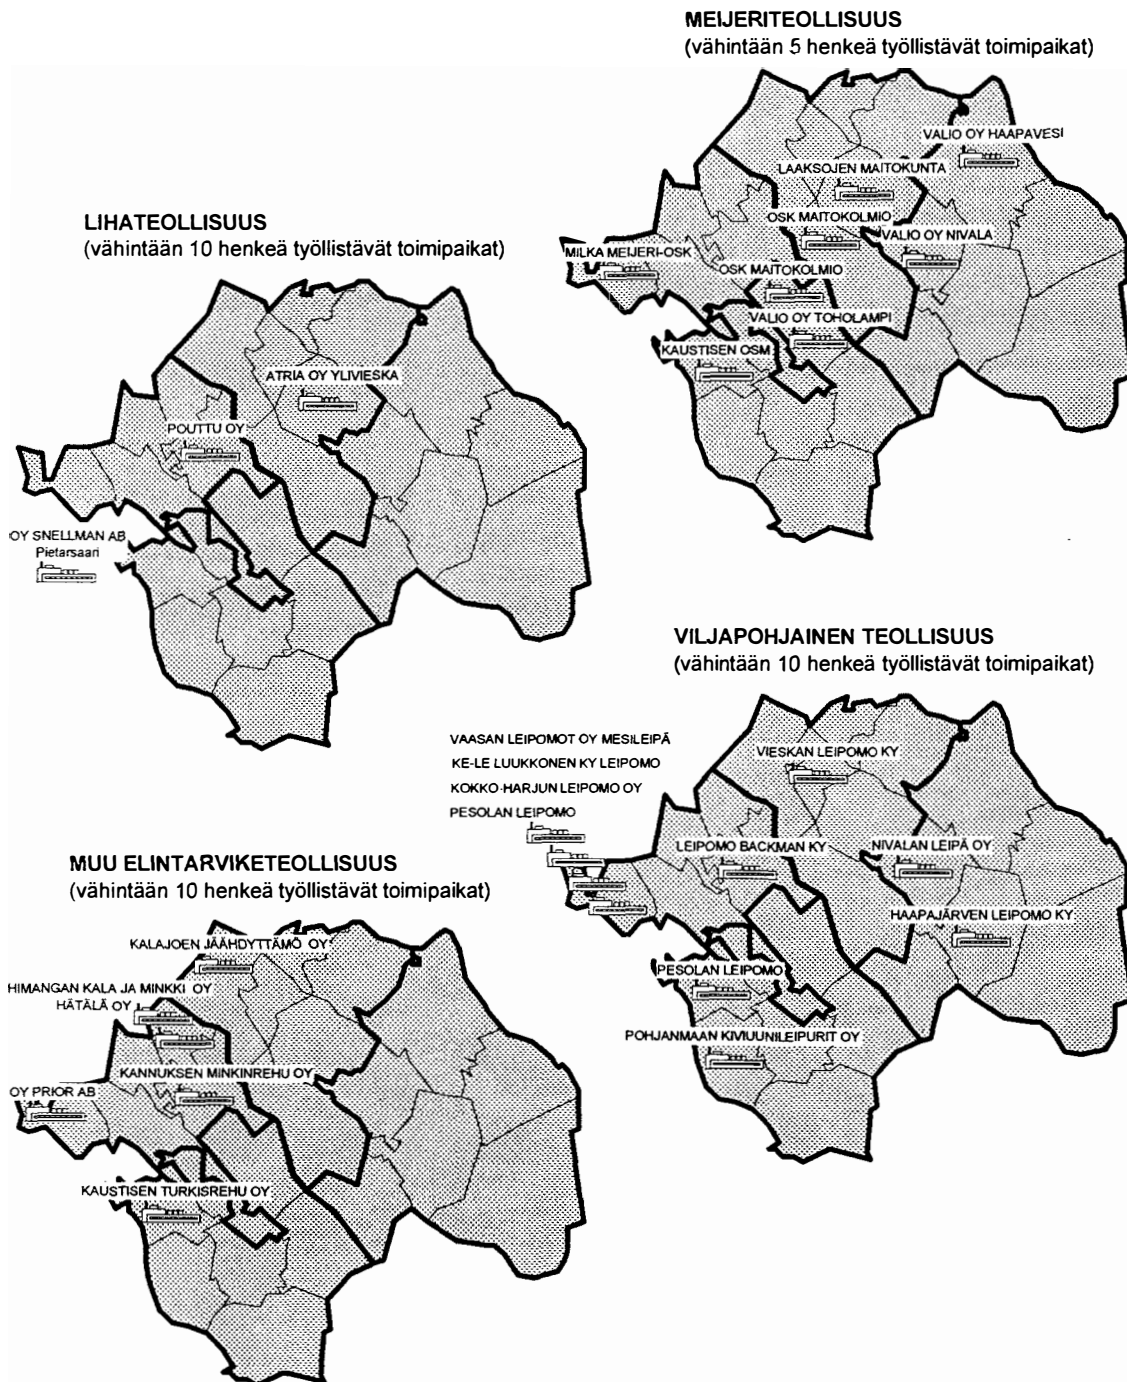 MEIJERITEOLLISUUS
(vähintään 5 henkeä työllistävät toimipaikat)
VALIO OY HAAPAVESI
LAAKSOJEN MAITOKUNTA
OSK MAITOKOLMIO
VALIO OY NIVALA
MILKA MEIJERI-OSK
OSK MAITOKOLMIO
VALIO OY TOHOLAMPI
KAUSTISEN OSM
LIHATEOLLISUUS
(vähintään 10 henkeä työllistävät toimipaikat)
ATRIA OY YLIVIESKA
POUTTU OY
OY SNELLMAN AB
Pietarsaari
VILJAPOHJAINEN TEOLLISUUS
(vähintään 10 henkeä työllistävät toimipaikat)
VAASAN LEIPOMOT OY MESILEIPÄ
KE-LE LUUKKONEN KY LEIPOMO
KOKKO-HARJUN LEIPOMO OY
PESOLAN LEIPOMO
VIESKAN LEIPOMO KY
LEIPOMO BACKMAN KY
NIVALAN LEIPÄ OY
HAAPAJÄRVEN LEIPOMO KY
PESOLAN LEIPOMO
POHJANMAAN KIVIUUNILEIPURIT OY
MUU ELINTARVIKETEOLLISUUS
(vähintään 10 henkeä työllistävät toimipaikat)
KALAJOEN JÄÄHDYTTÄMÖ OY
HIMANGAN KALA JA MINKKI OY
HÄTÄLÄ OY
KANNUKSEN MINKINREHU OY
OY PRIOR AB
KAUSTISEN TURKISREHU OY